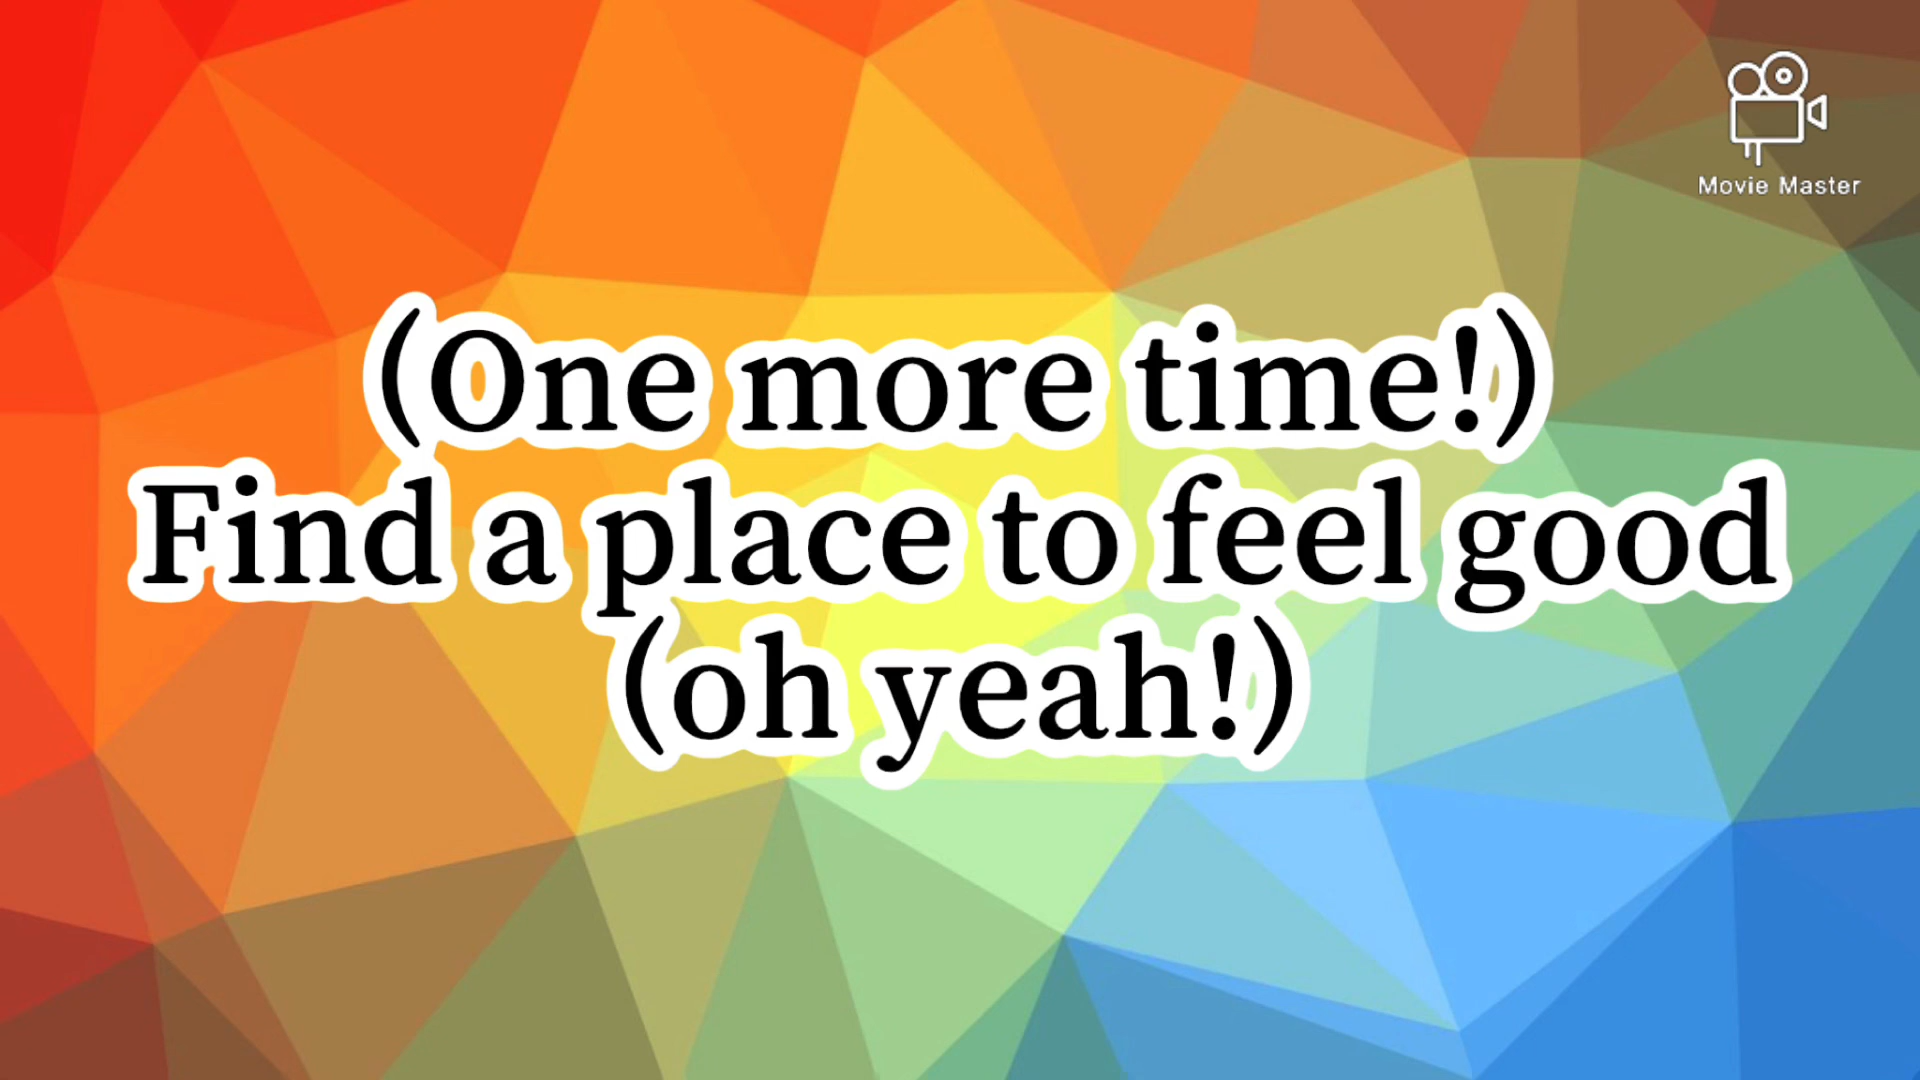 Movie Master
(One more time!)
Find a place to feel good
(oh yeah!)